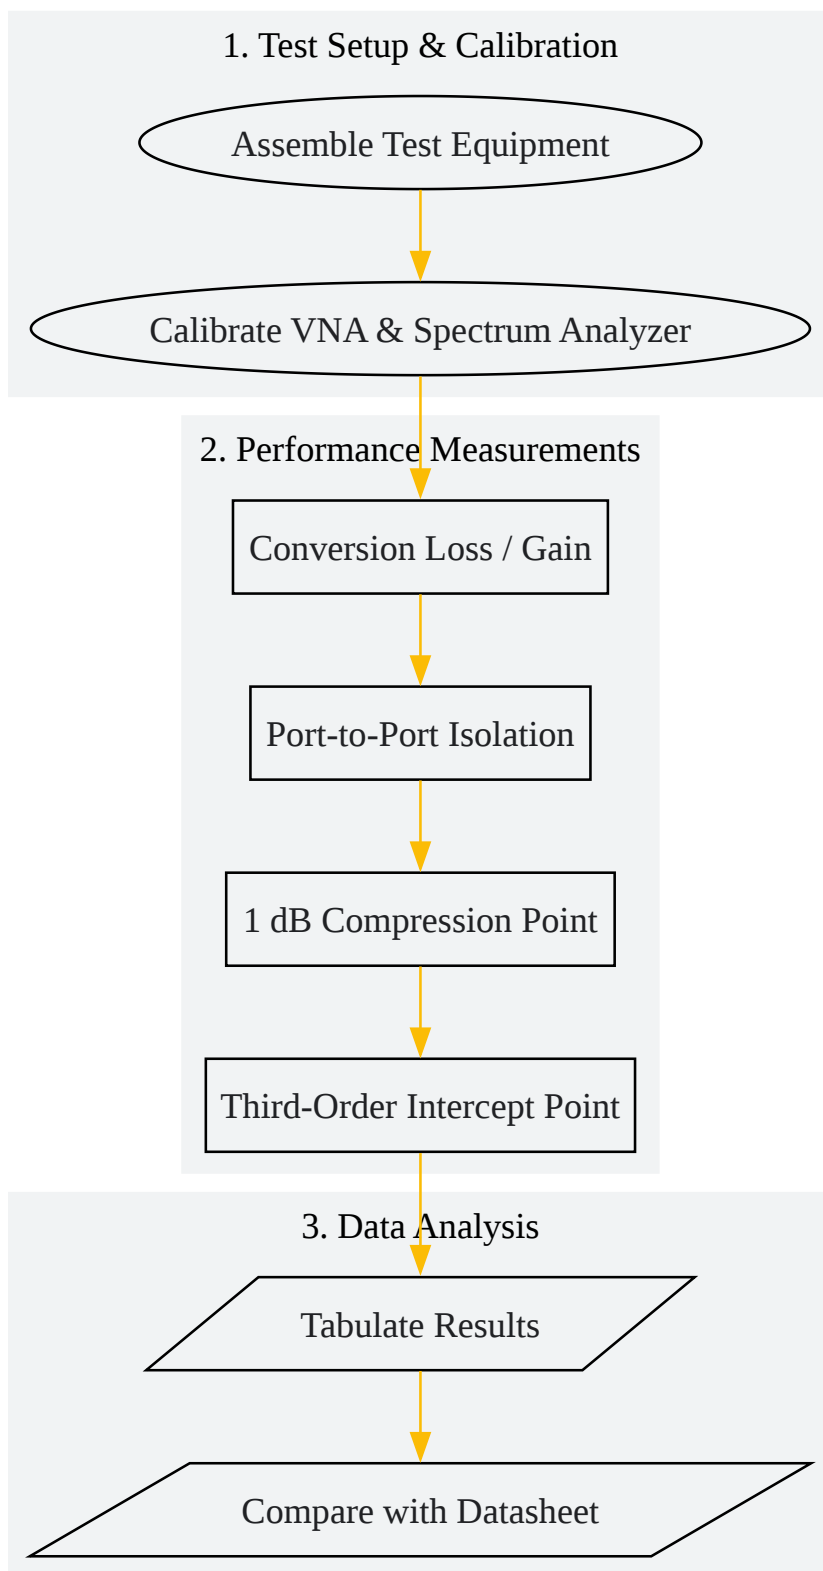 1. Test Setup & Calibration
Assemble Test Equipment
Calibrate VNA & Spectrum Analyzer
2. Performance Measurements
Conversion Loss / Gain
Port-to-Port Isolation
1 dB Compression Point
Third-Order Intercept Point
3. Data Analysis
Tabulate Results
Compare with Datasheet